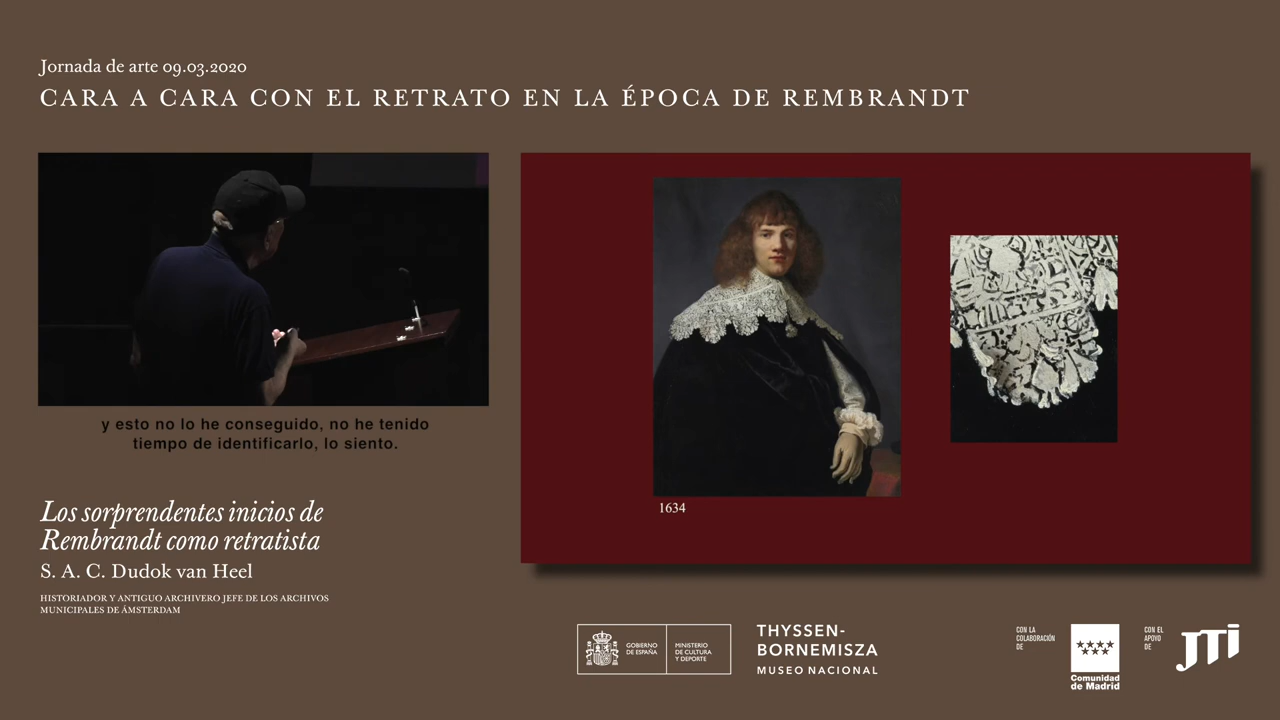 Jornada de arte 09.03.2020
CARA A CARA CON EL RETRATO EN LA ÉPOCA DE REMBRANDT
y esto no lo he conseguido, no he tenido
tiempo de identificarlo, lo siento.
1634
Los sorprendentes inicios de
Rembrandt como retratista
S. A. C. Dudok van Heel
HISTORIADOR Y ANTIGUO ARCHIVERO JEFE DE LOS ARCHIVOS
MUNICIPALES DE ÁMSTERDAM
GOBIERNO
DE ESPAÑA
MINISTERIO
DE CULTURA
Y DEPORTE
THYSSEN-
BORNEMISZA
MUSEO NACIONAL
CON LA
COLABORACIÓN
DE
Comunidad
de Madrid
CON EL
APOYO
DE
JTi